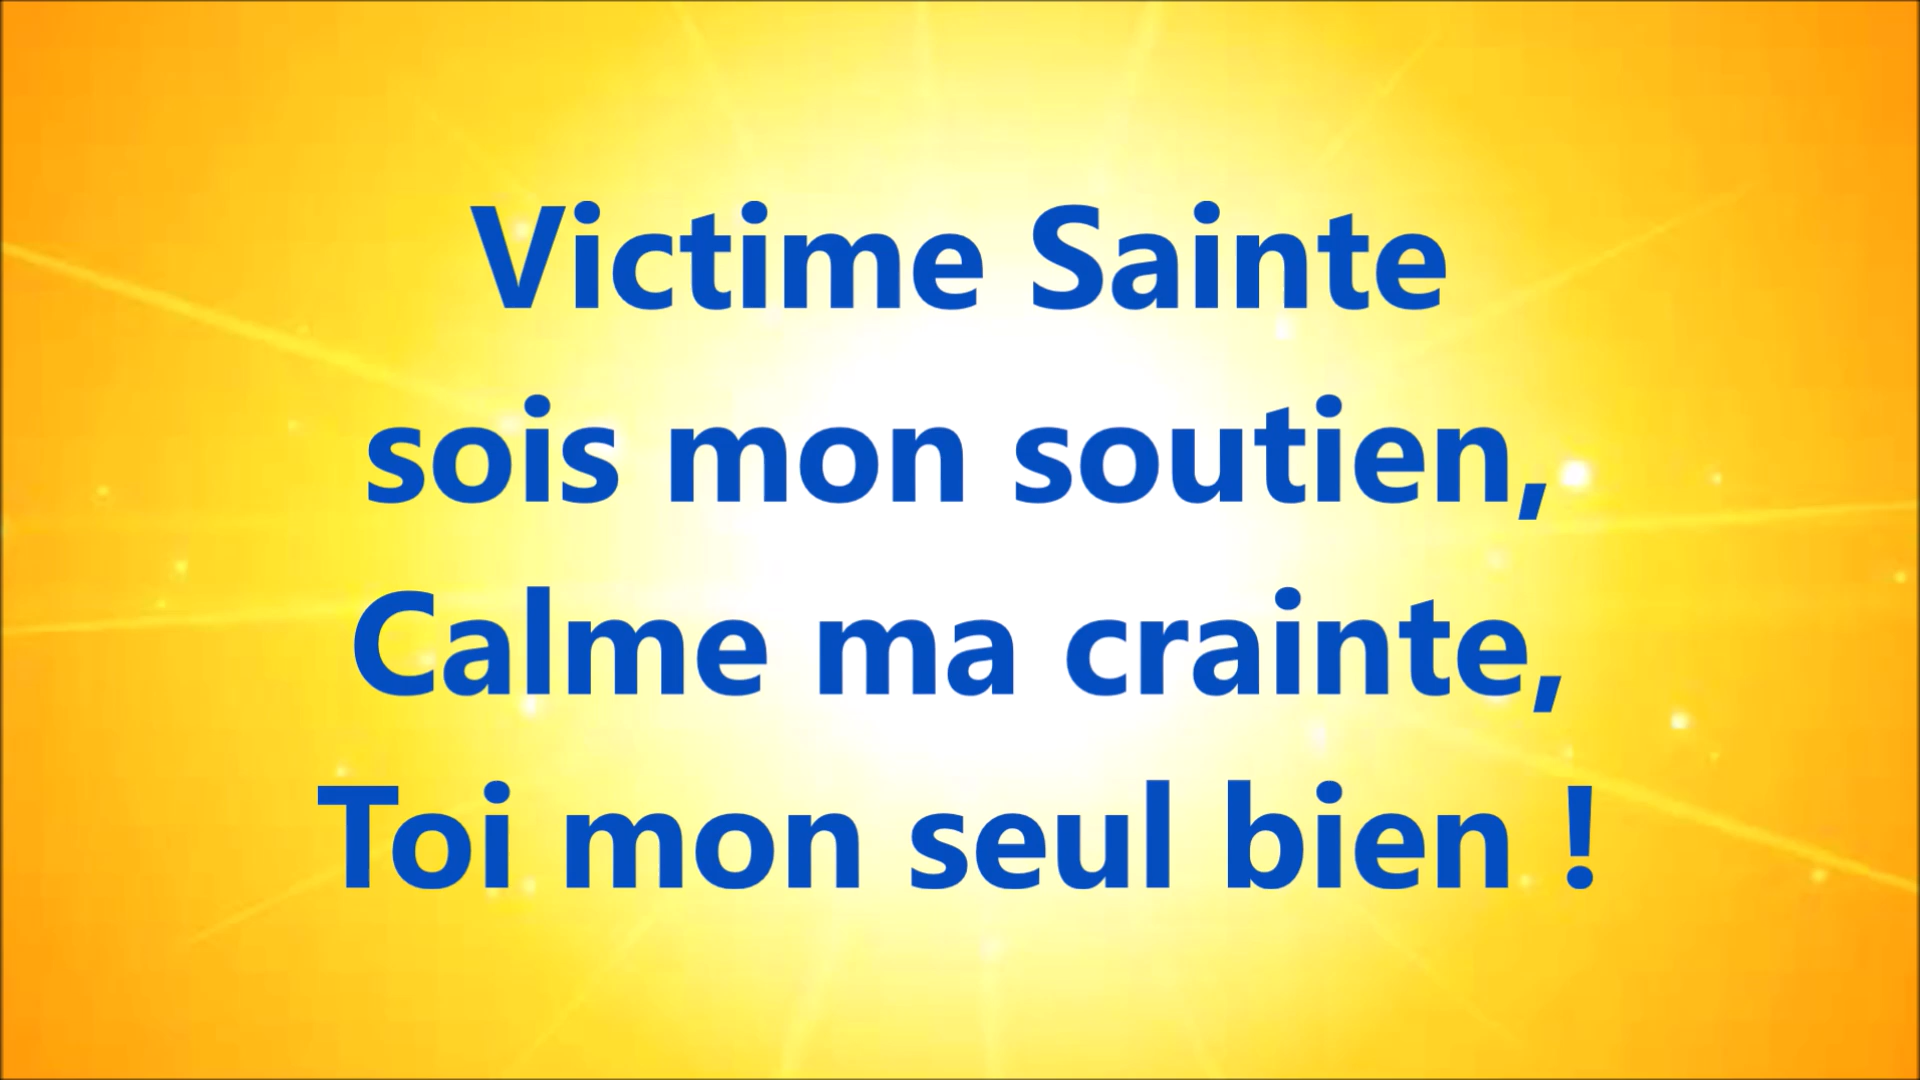 Victime Sainte
sois mon soutien,
Calme ma crainte,
Toi mon seul bien !